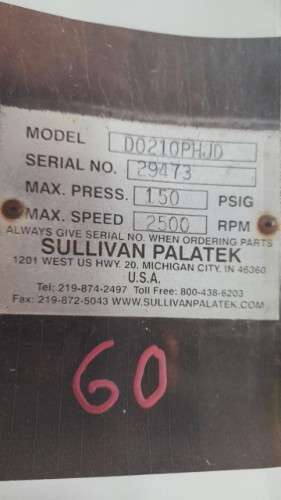 MODEL D0210PHJD
SERIAL NO. 29473
MAX. PRESS. 150 PSIG
MAX. SPEED 2500 RPM
ALWAYS GIVE SERIAL NO. WHEN ORDERING PARTS
SULLIVAN PALATEK
1201 WEST US HWY. 20, MICHIGAN CITY, IN 46360
U.S.A.
Tel: 219-874-2497 Toll Free: 800-438-6203
Fax: 219-872-5043 WWW.SULLIVANPALATEK.COM
60